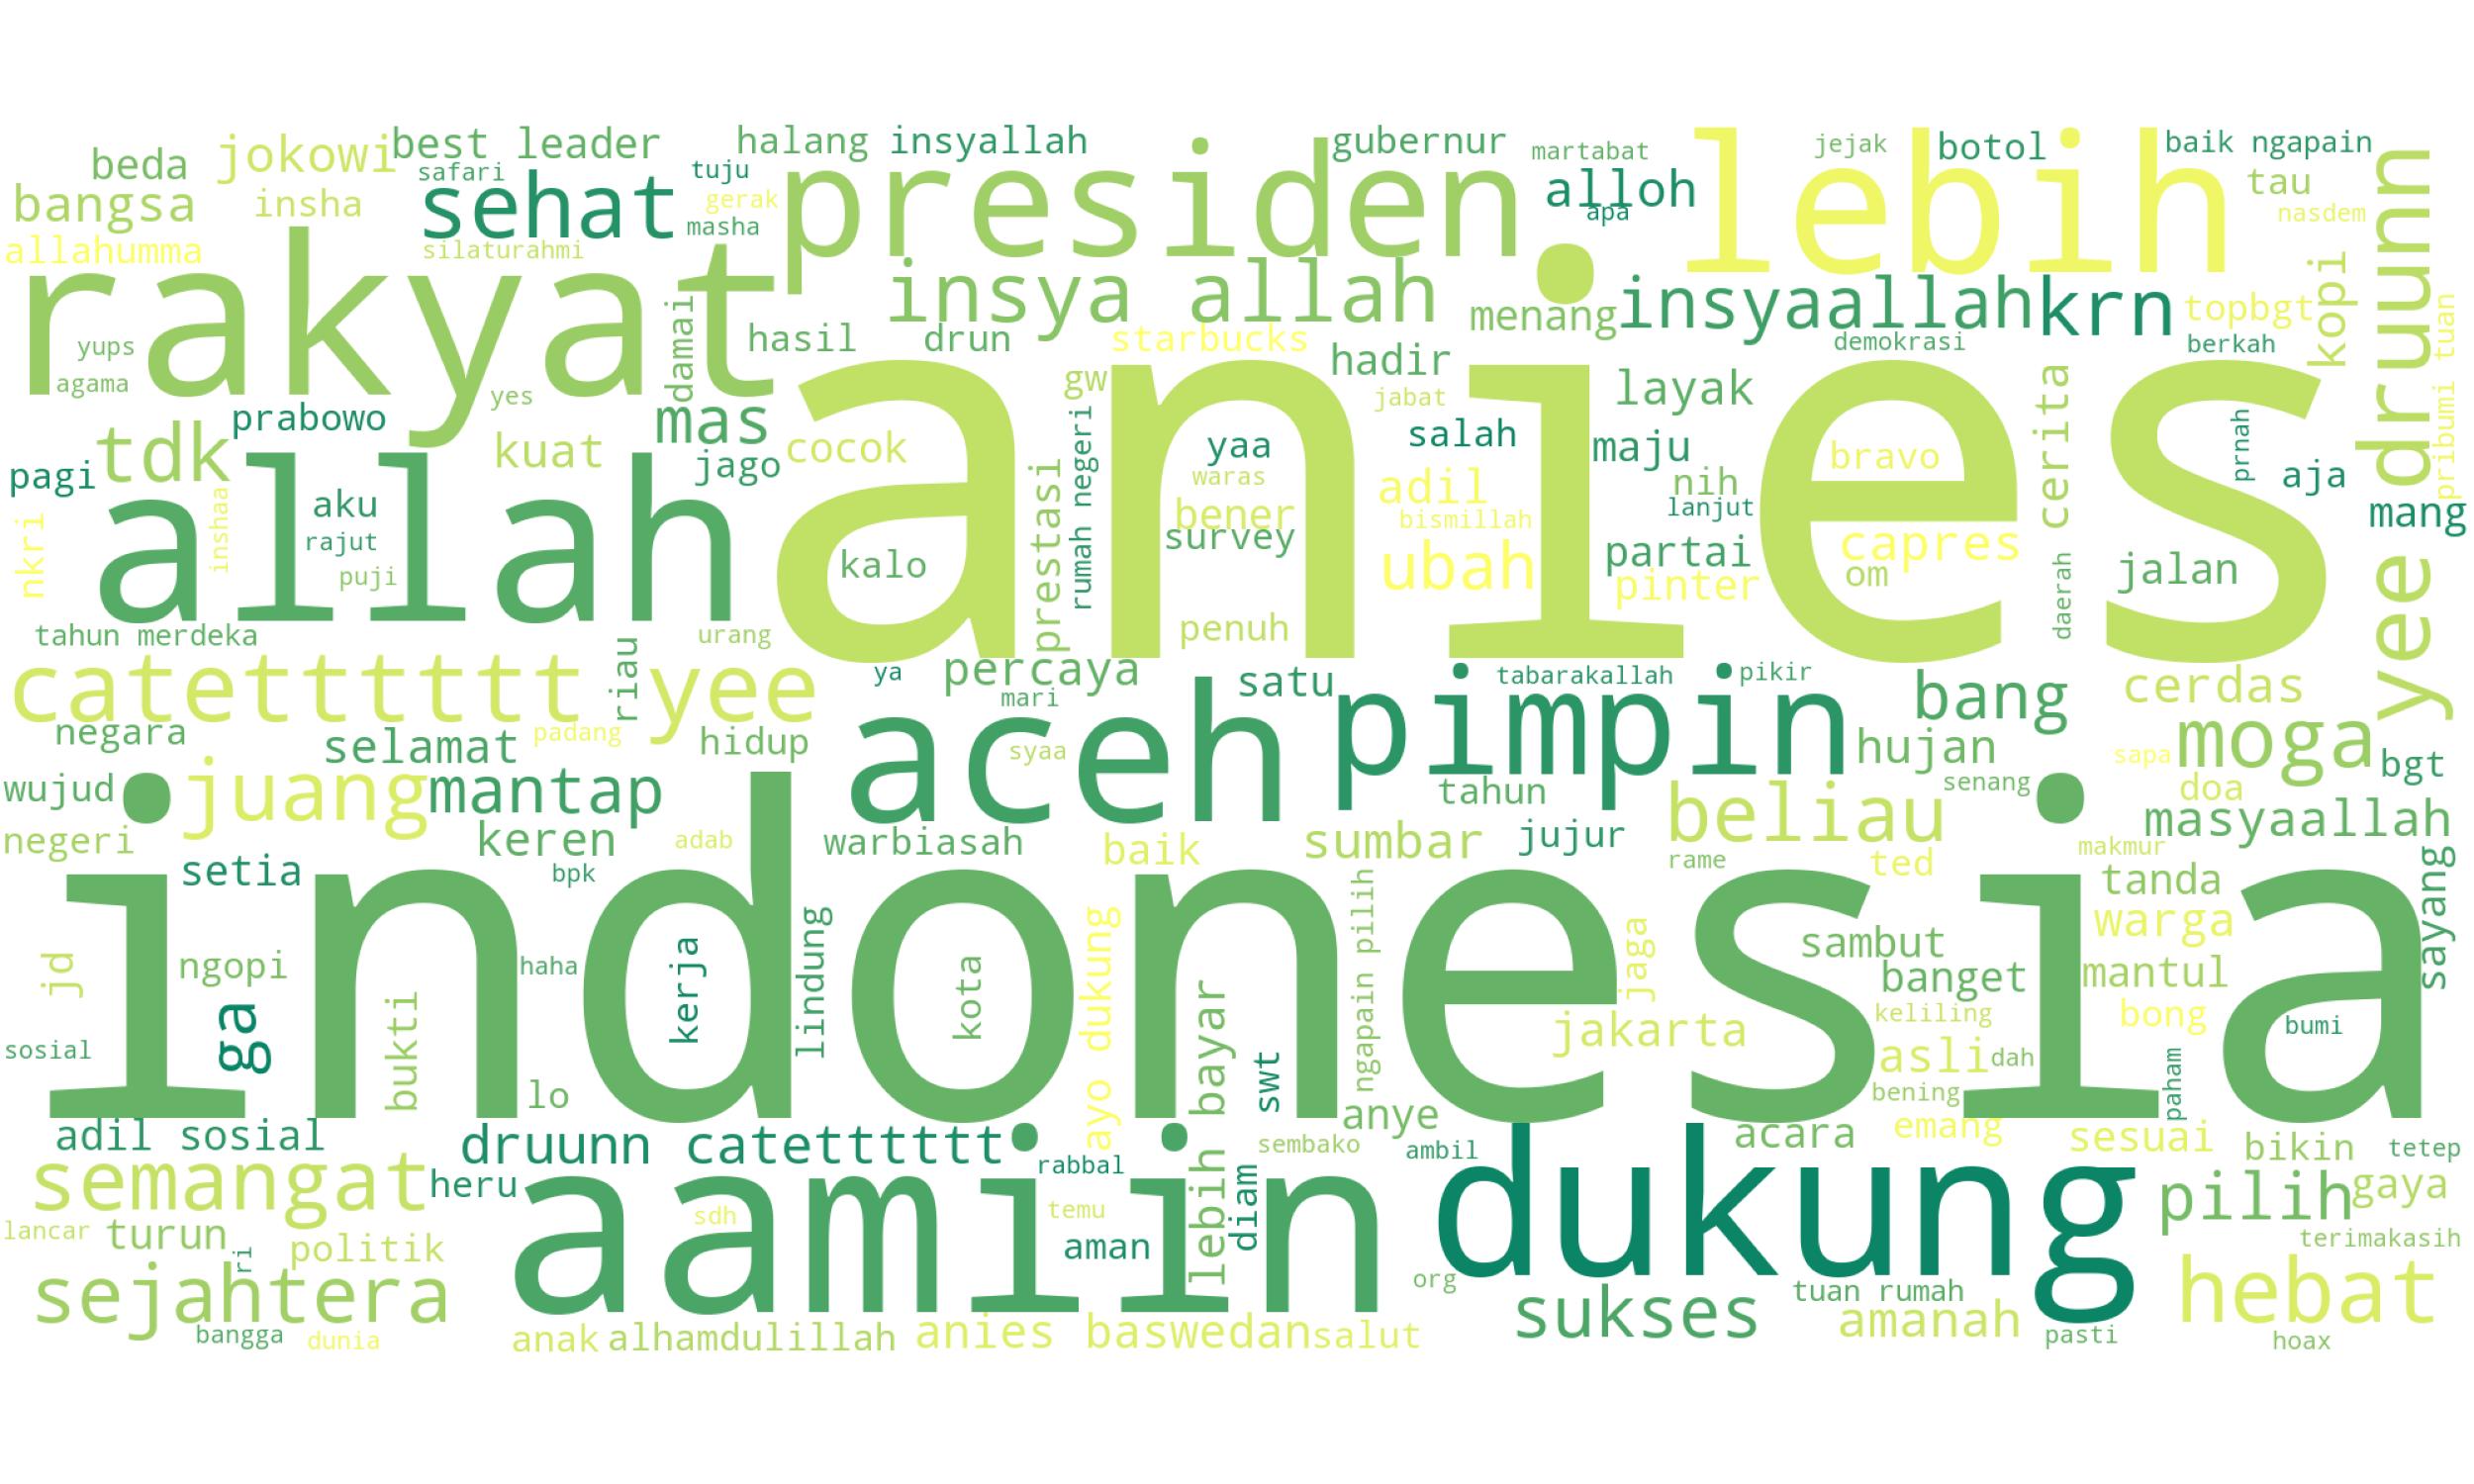 beda
jokowi
best leader
halang
insyallah
gubernur
martabat
jejak
botol
baik ngapain
bangsa
insha
safari
sehat
tuju
gerak
masha
presiden
alloh
apa
lebih
tau
nasdem
allahumma
silaturahmi
rakyat
insya allah
menang
insyaallah
krn
topbgt
kopi
druunn
yee druunn
pribumi tuan
yups
agama
damai
hasil
drun
starbucks
hadir
demokrasi
berkah
yes
prabowo
mas
gw
jabat
layak
cerita
tdk
kuat
jago
cocok
anies
yaa
salah
maju
bravo
prnah
aja
pagi
aku
inshaa
nkri
rajut
puji
allah
kalo
prestasi
rumah negeri
waras
bener
survey
adil
bismillah
ubah
nih
lanjut
partai
pinter
capres
om
daerah
jalan
mang
tahun merdeka
urang
penuh
catetttttt yee
riau
ya
percaya
mari
satu
tabarakallah
pikir
bang
cerdas
negara
selamat
padang
hidup
aceh
syaa
pimpin
hujan
sapa
moga
bgt
wujud
juang
mantap
tahun
beliau
senang
doa
negeri
keren
adab
warbiasah
baik
sumbar
jujur
masyaallah
makmur
setia
bpk
rame
ted
tanda
indonesia
jd
ngopi
ga
haha
kerja
lindung
kota
ayo dukung
lebih bayar
swt
ngapain pilih
jaga
sambut
warga
sayang
banget
mantul
sosial
bukti
lo
jakarta
keliling
bong
bumi
asli
dah
bening
paham
adil sosial
druunn catetttttt
anye
acara
emang
sesuai
bikin
tetep
semangat
heru
aamiin
rabbal
sembako
ambil
dukung
pilih
gaya
lancar
turun
ri
politik
sdh
temu
aman
diam
terimakasih
sejahtera
org
sukses
tuan rumah
amanah
hebat
bangga
dunia
anak
alhamdulillah
anies baswedan
salut
pasti
hoax